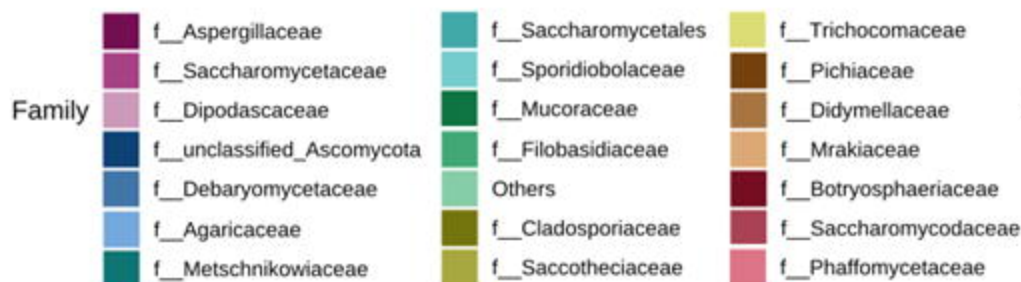 Family
f__Aspergillaceae
f__Saccharomycetaceae
f__Dipodascaceae
f__unclassified_Ascomycota
f__Debaryomycetaceae
f__Agaricaceae
f__Metschnikowiaceae
f__Saccharomycetales
f__Sporidiobolaceae
f__Mucoraceae
f__Filobasidiaceae
Others
f__Cladosporiaceae
f__Saccotheciaceae
f__Trichocomaceae
f__Pichiaceae
f__Didymellaceae
f__Mrakiaceae
f__Botryosphaeriaceae
f__Saccharomycodaceae
f__Phaffomycetaceae